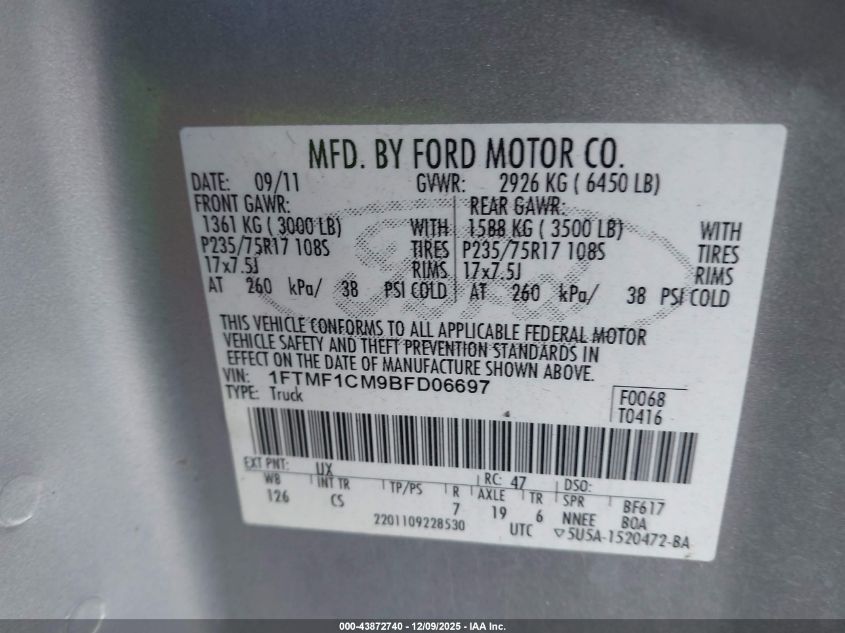 MFD. BY FORD MOTOR CO.
DATE: 09/11 GVWR: 2926 KG ( 6450 LB)
FRONT GAWR: REAR GAWR:
1361 KG ( 3000 LB) WITH 1588 KG ( 3500 LB) WITH
P235/75R17 108S TIRES P235/75R17 108S TIRES
17x7.5J RIMS 17x7.5J RIMS
AT 260 kPa/ 38 PSI COLD AT 260 kPa/ 38 PSI COLD
THIS VEHICLE CONFORMS TO ALL APPLICABLE FEDERAL MOTOR
VEHICLE SAFETY AND THEFT PREVENTION STANDARDS IN
EFFECT ON THE DATE OF MANUFACTURE SHOWN ABOVE.
VIN: 1FTMF1CM9BFD06697
TYPE: Truck
F0068
T0416
EXT PNT: UX RC: 47 DSO:
WB INT TR TP/PS R AXLE TR SPR BF617
126 CS 7 19 6 NNEE BOA
2201109228530 UTC ▽5U5A-1520472-BA
000-43872740 - 12/09/2025 - IAA Inc.